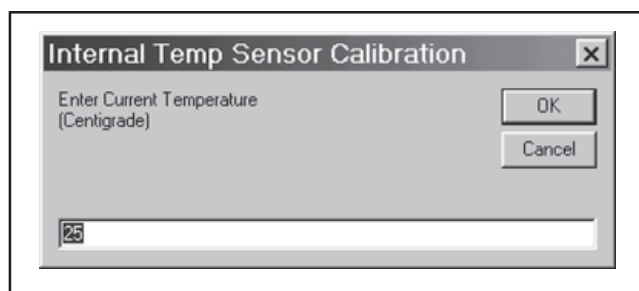 Internal Temp Sensor Calibration
Enter Current Temperature
(Centigrade)
OK
Cancel
25